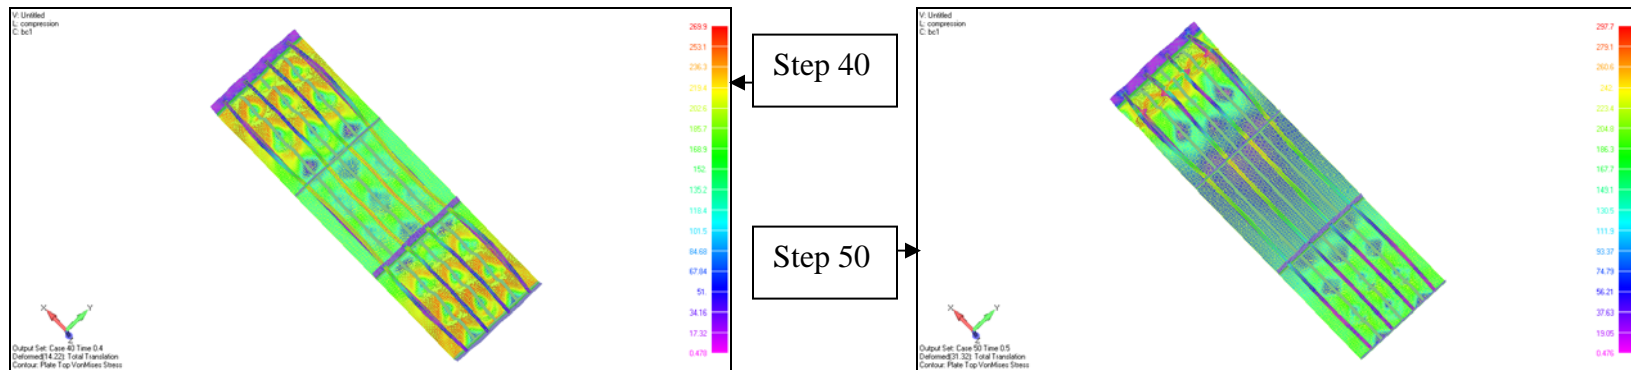 V: Untitled
L: compression
C: bc1
269.9
253.1
236.3
219.4
202.6
185.7
168.9
152
135.2
118.4
101.5
84.68
67.84
51
34.16
17.32
0.478
X
Y
Z
Output Set: Case 40 Time 0.4
Deformed(14.22): Total Translation
Contour: Plate Top VonMises Stress
Step 40
Step 50
V: Untitled
L: compression
C: bc1
297.7
279.1
260.6
242
223.4
204.8
186.3
167.7
149.1
130.5
111.9
93.37
74.79
56.21
37.63
19.05
0.476
X
Y
Z
Output Set: Case 50 Time 0.5
Deformed(31.32): Total Translation
Contour: Plate Top VonMises Stress